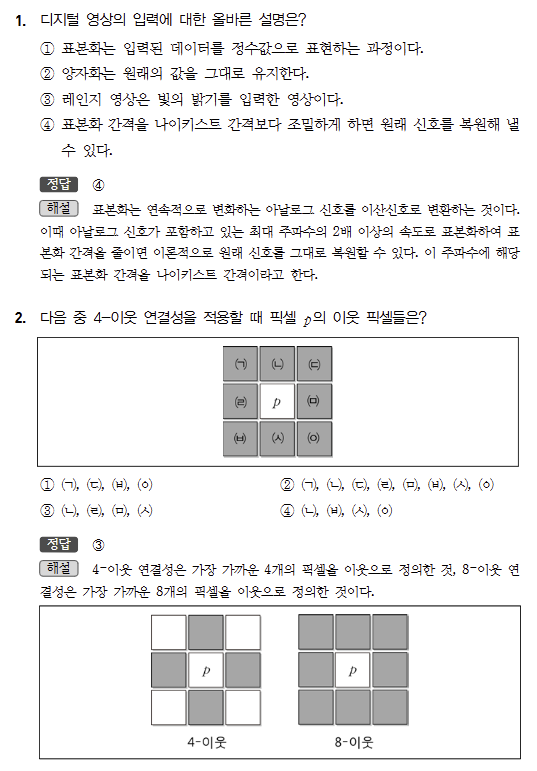 1. 디지털 영상의 입력에 대한 올바른 설명은?
① 표본화는 입력된 데이터를 정수값으로 표현하는 과정이다.
② 양자화는 원래의 값을 그대로 유지한다.
③ 레인지 영상은 빛의 밝기를 입력한 영상이다.
④ 표본화 간격을 나이키스트 간격보다 조밀하게 하면 원래 신호를 복원해 낼
수 있다.
정답 ④
해설 표본화는 연속적으로 변화하는 아날로그 신호를 이산신호로 변환하는 것이다.
이때 아날로그 신호가 포함하고 있는 최대 주파수의 2배 이상의 속도로 표본화하여 표
본화 간격을 줄이면 이론적으로 원래 신호를 그대로 복원할 수 있다. 이 주파수에 해당
되는 표본화 간격을 나이키스트 간격이라고 한다.
2. 다음 중 4-이웃 연결성을 적용할 때 픽셀 p의 이웃 픽셀들은?
㈀ ㈁ ㈂
㈃ p ㈄
㈅ ㈆ ㈇
① ㈀, ㈂, ㈅, ㈇ ② ㈀, ㈁, ㈂, ㈃, ㈄, ㈅, ㈆, ㈇
③ ㈁, ㈃, ㈄, ㈆ ④ ㈁, ㈅, ㈆, ㈇
정답 ③
해설 4-이웃 연결성은 가장 가까운 4개의 픽셀을 이웃으로 정의한 것, 8-이웃 연
결성은 가장 가까운 8개의 픽셀을 이웃으로 정의한 것이다.
p p
4-이웃 8-이웃